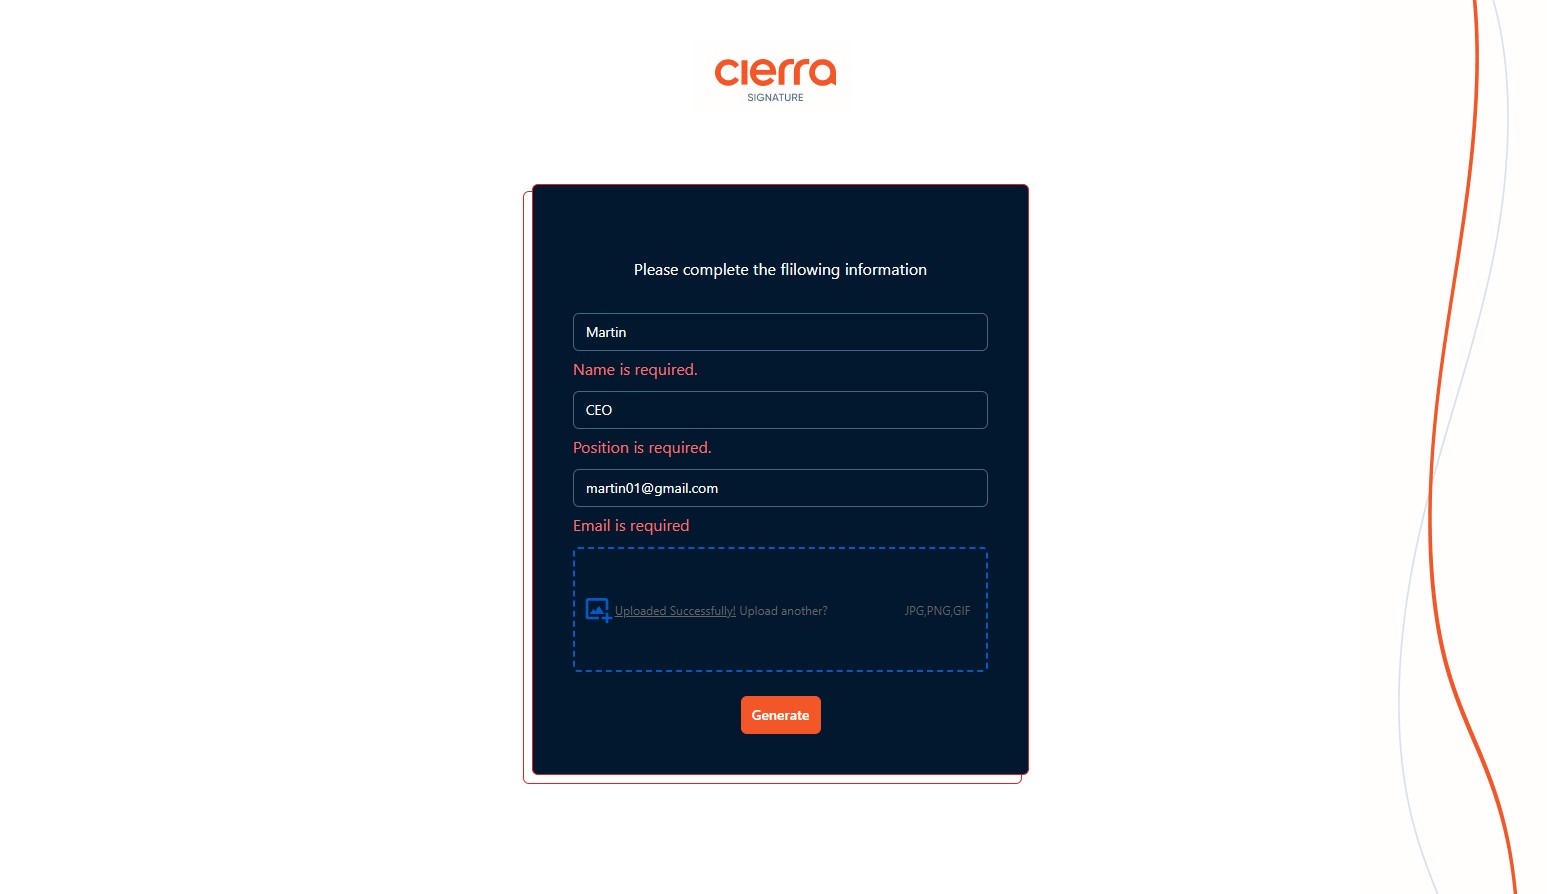 cierra
SIGNATURE
Please complete the flilowing information
Martin
Name is required.
CEO
Position is required.
martin01@gmail.com
Email is required
Uploaded Successfully! Upload another? JPG,PNG,GIF
Generate